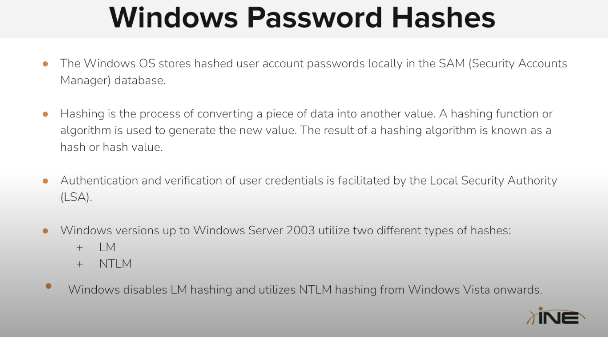 Windows Password Hashes
• The Windows OS stores hashed user account passwords locally in the SAM (Security Accounts
Manager) database.
• Hashing is the process of converting a piece of data into another value. A hashing function or
algorithm is used to generate the new value. The result of a hashing algorithm is known as a
hash or hash value.
• Authentication and verification of user credentials is facilitated by the Local Security Authority
(LSA).
• Windows versions up to Windows Server 2003 utilize two different types of hashes:
+ LM
+ NTLM
• Windows disables LM hashing and utilizes NTLM hashing from Windows Vista onwards.
INE